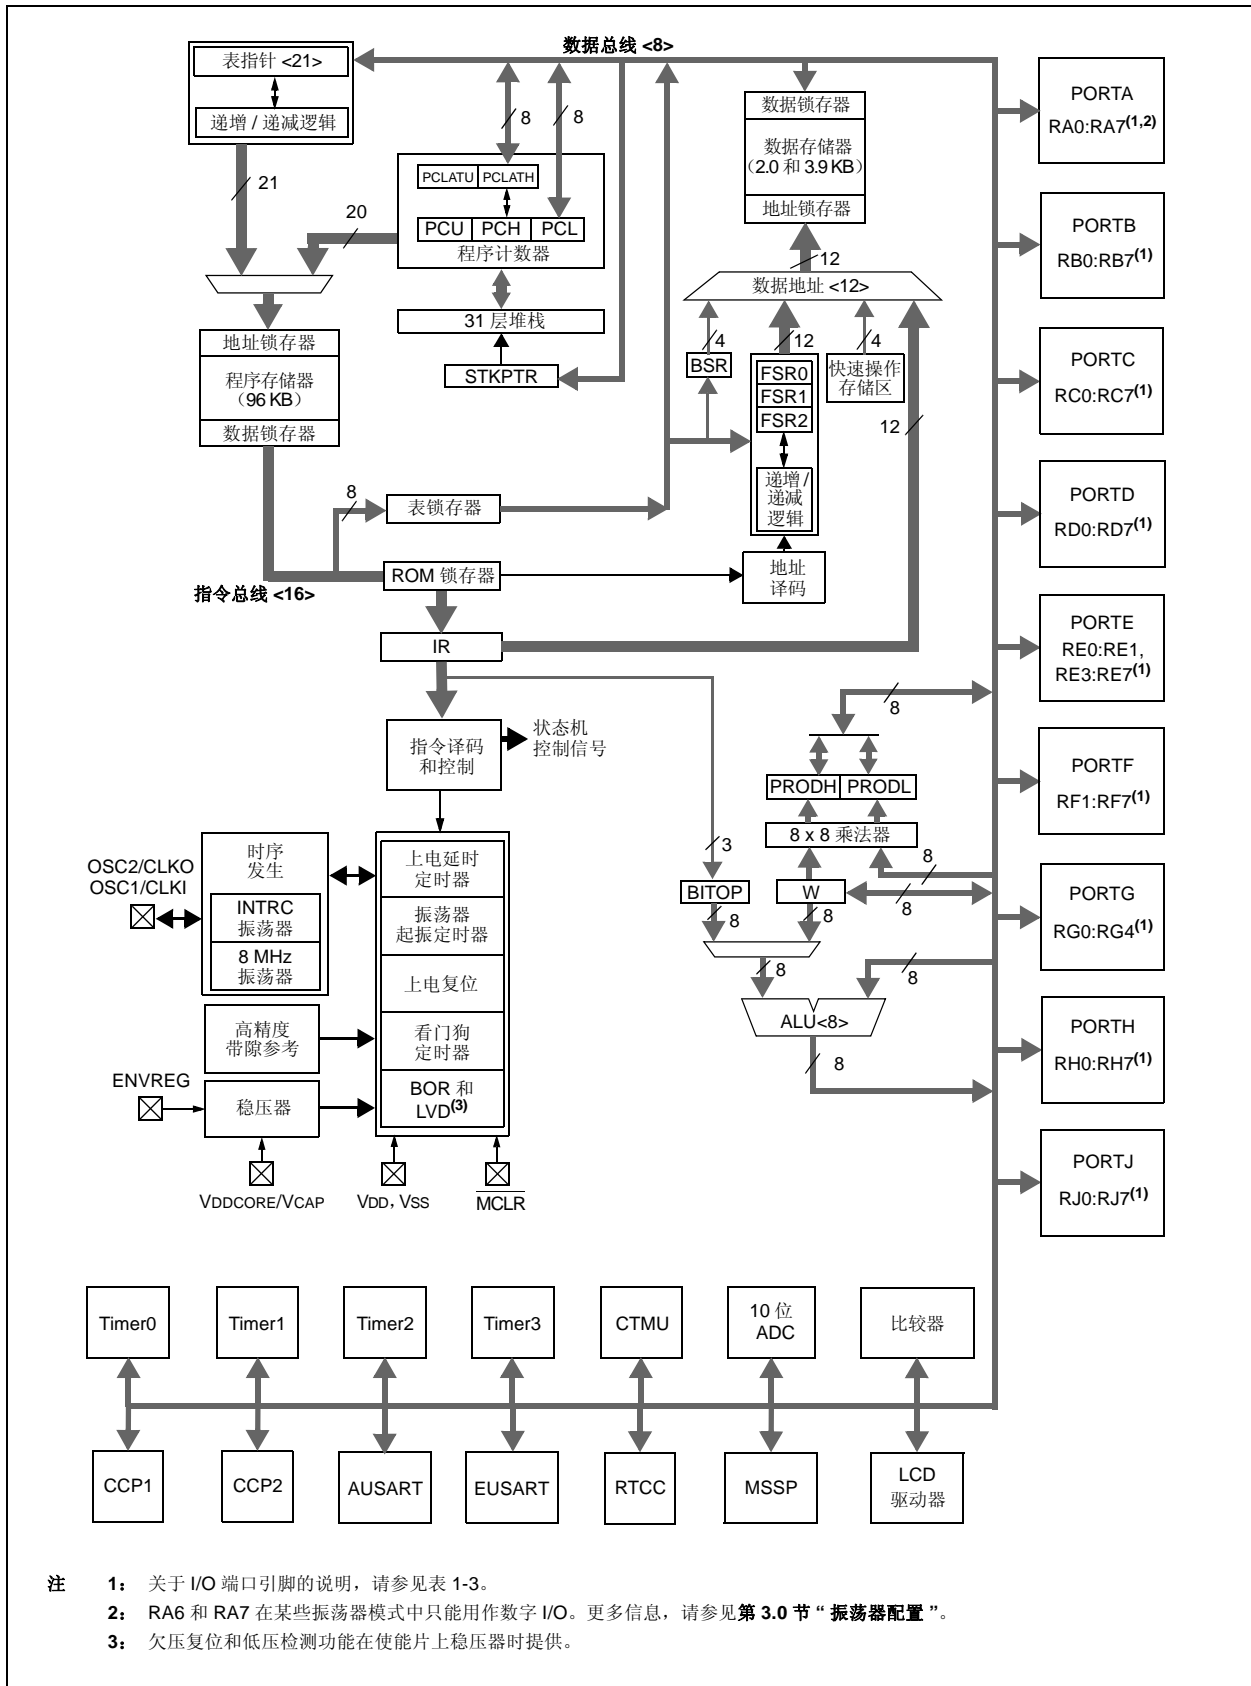 数据总线 <8>
表指针 <21>
递增 / 递减逻辑
21
20
8
8
PCLATU PCLATH
PCU PCH PCL
程序计数器
31 层堆栈
STKPTR
地址锁存器
程序存储器
（96 KB）
数据锁存器
8
表锁存器
ROM 锁存器
指令总线 <16>
IR
数据锁存器
数据存储器
（2.0 和 3.9 KB）
地址锁存器
12
数据地址 <12>
4
12
4
BSR
FSR0
FSR1
FSR2
快速操作
存储区
12
递增 /
递减
逻辑
地址
译码
指令译码
和控制
状态机
控制信号
8
PRODH PRODL
8 x 8 乘法器
3
8
BITOP
W
8
8
8
8
8
ALU<8>
8
OSC2/CLKO
OSC1/CLKI
时序
发生
INTRC
振荡器
8 MHz
振荡器
高精度
带隙参考
ENVREG
稳压器
上电延时
定时器
振荡器
起振定时器
上电复位
看门狗
定时器
BOR 和
LVD(3)
VDDCORE/VCAP
VDD，VSS
MCLR
PORTA
RA0:RA7(1,2)
PORTB
RB0:RB7(1)
PORTC
RC0:RC7(1)
PORTD
RD0:RD7(1)
PORTE
RE0:RE1,
RE3:RE7(1)
PORTF
RF1:RF7(1)
PORTG
RG0:RG4(1)
PORTH
RH0:RH7(1)
PORTJ
RJ0:RJ7(1)
Timer0
Timer1
Timer2
Timer3
CTMU
10 位
ADC
比较器
CCP1
CCP2
AUSART
EUSART
RTCC
MSSP
LCD
驱动器
注 1： 关于 I/O 端口引脚的说明，请参见表 1-3。
2： RA6 和 RA7 在某些振荡器模式中只能用作数字 I/O。更多信息，请参见第 3.0 节 “ 振荡器配置 ”。
3： 欠压复位和低压检测功能在使能片上稳压器时提供。